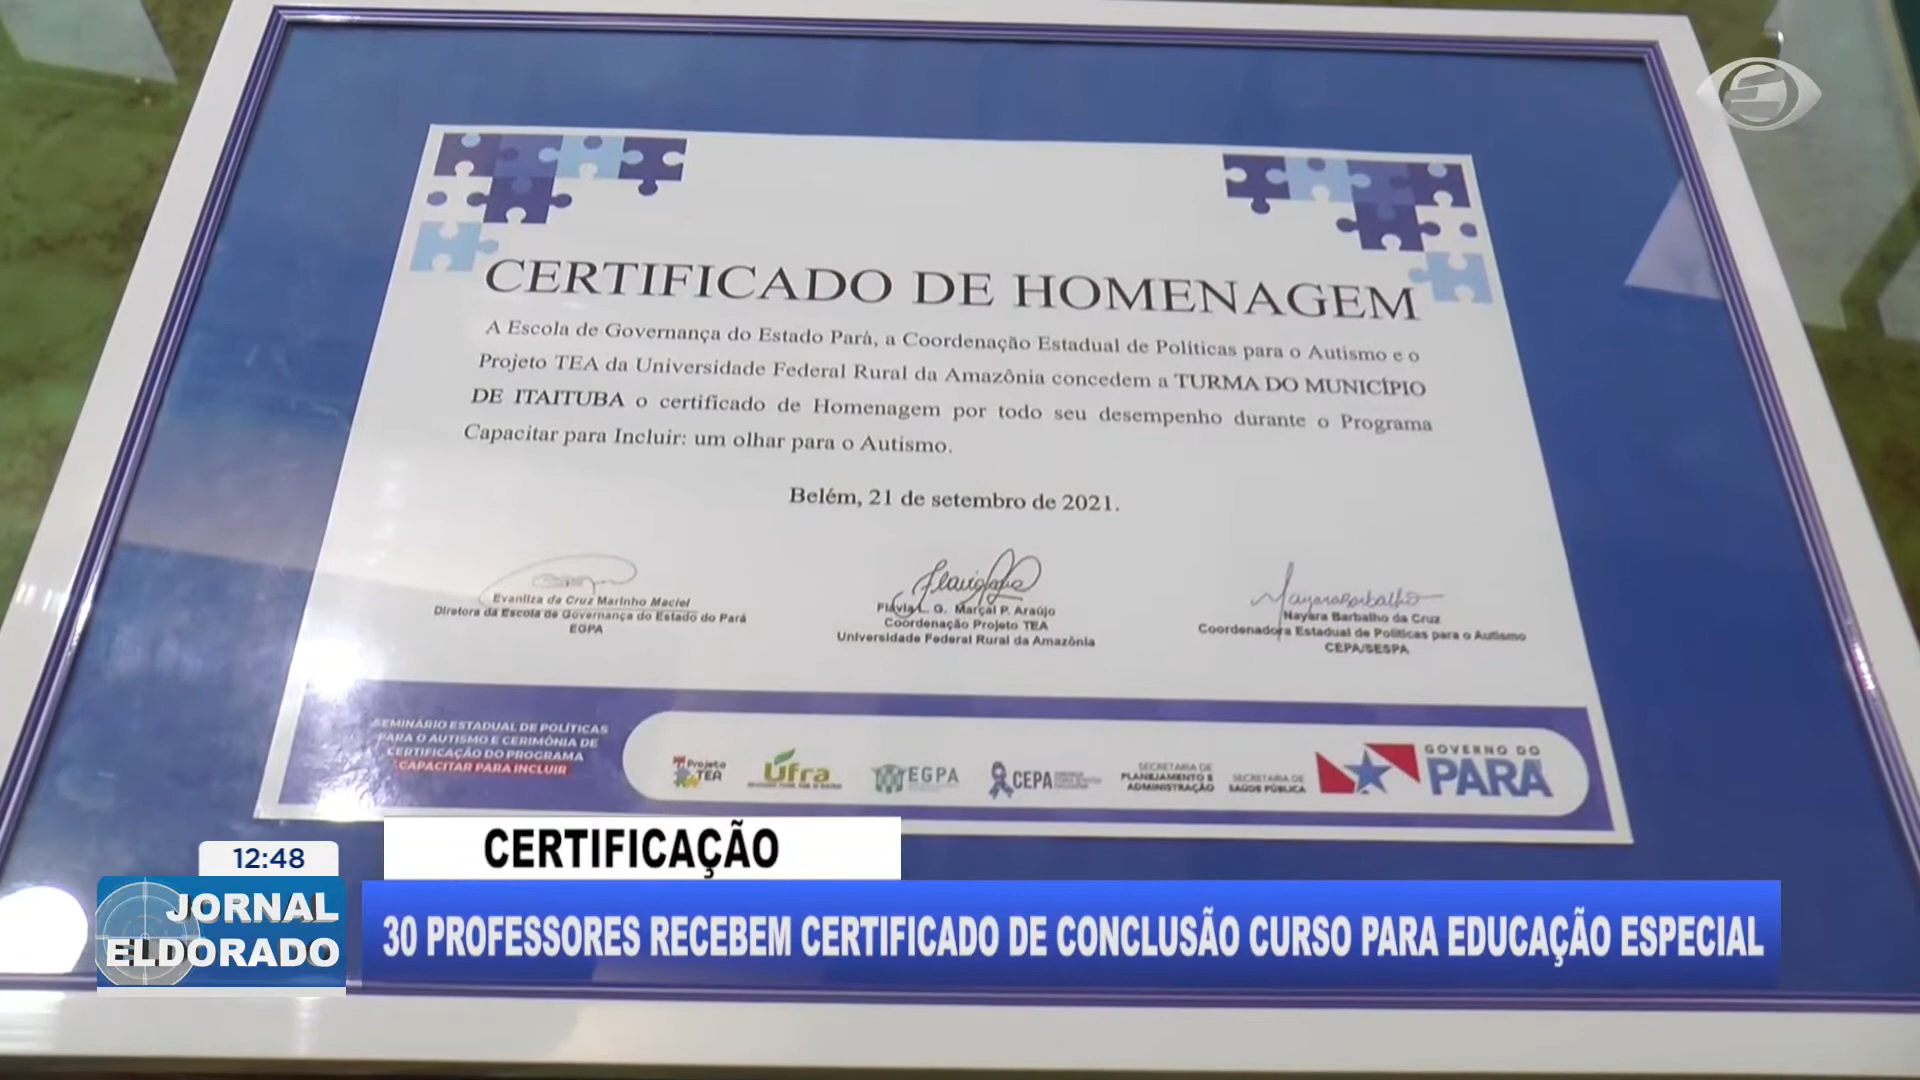 CERTIFICADO DE HOMENAGEM
A Escola de Governança do Estado Pará, a Coordenação Estadual de Políticas para o Autismo e o
Projeto TEA da Universidade Federal Rural da Amazônia concedem a TURMA DO MUNICÍPIO
DE ITAITUBA o certificado de Homenagem por todo seu desempenho durante o Programa
Capacitar para Incluir: um olhar para o Autismo.
Belém, 21 de setembro de 2021.
Evanilza da Cruz Marinho Maciel
Diretora da Escola de Governança do Estado do Pará
EGPA
Flávia L. G. Marçal P. Araújo
Coordenação Projeto TEA
Universidade Federal Rural da Amazônia
Nayara Barbalho da Cruz
Coordenadora Estadual de Políticas para o Autismo
CEPA/SESPA
SEMINÁRIO ESTADUAL DE POLÍTICAS
PARA O AUTISMO E CERIMÔNIA DE
CERTIFICAÇÃO DO PROGRAMA
CAPACITAR PARA INCLUIR
Projeto
TEA
Ufra
EGPA
CEPA
SECRETARIA DE
PLANEJAMENTO E
ADMINISTRAÇÃO
SECRETARIA DE
SAÚDE PÚBLICA
GOVERNO DO
PARÁ
CERTIFICAÇÃO
12:48
JORNAL
ELDORADO
30 PROFESSORES RECEBEM CERTIFICADO DE CONCLUSÃO CURSO PARA EDUCAÇÃO ESPECIAL